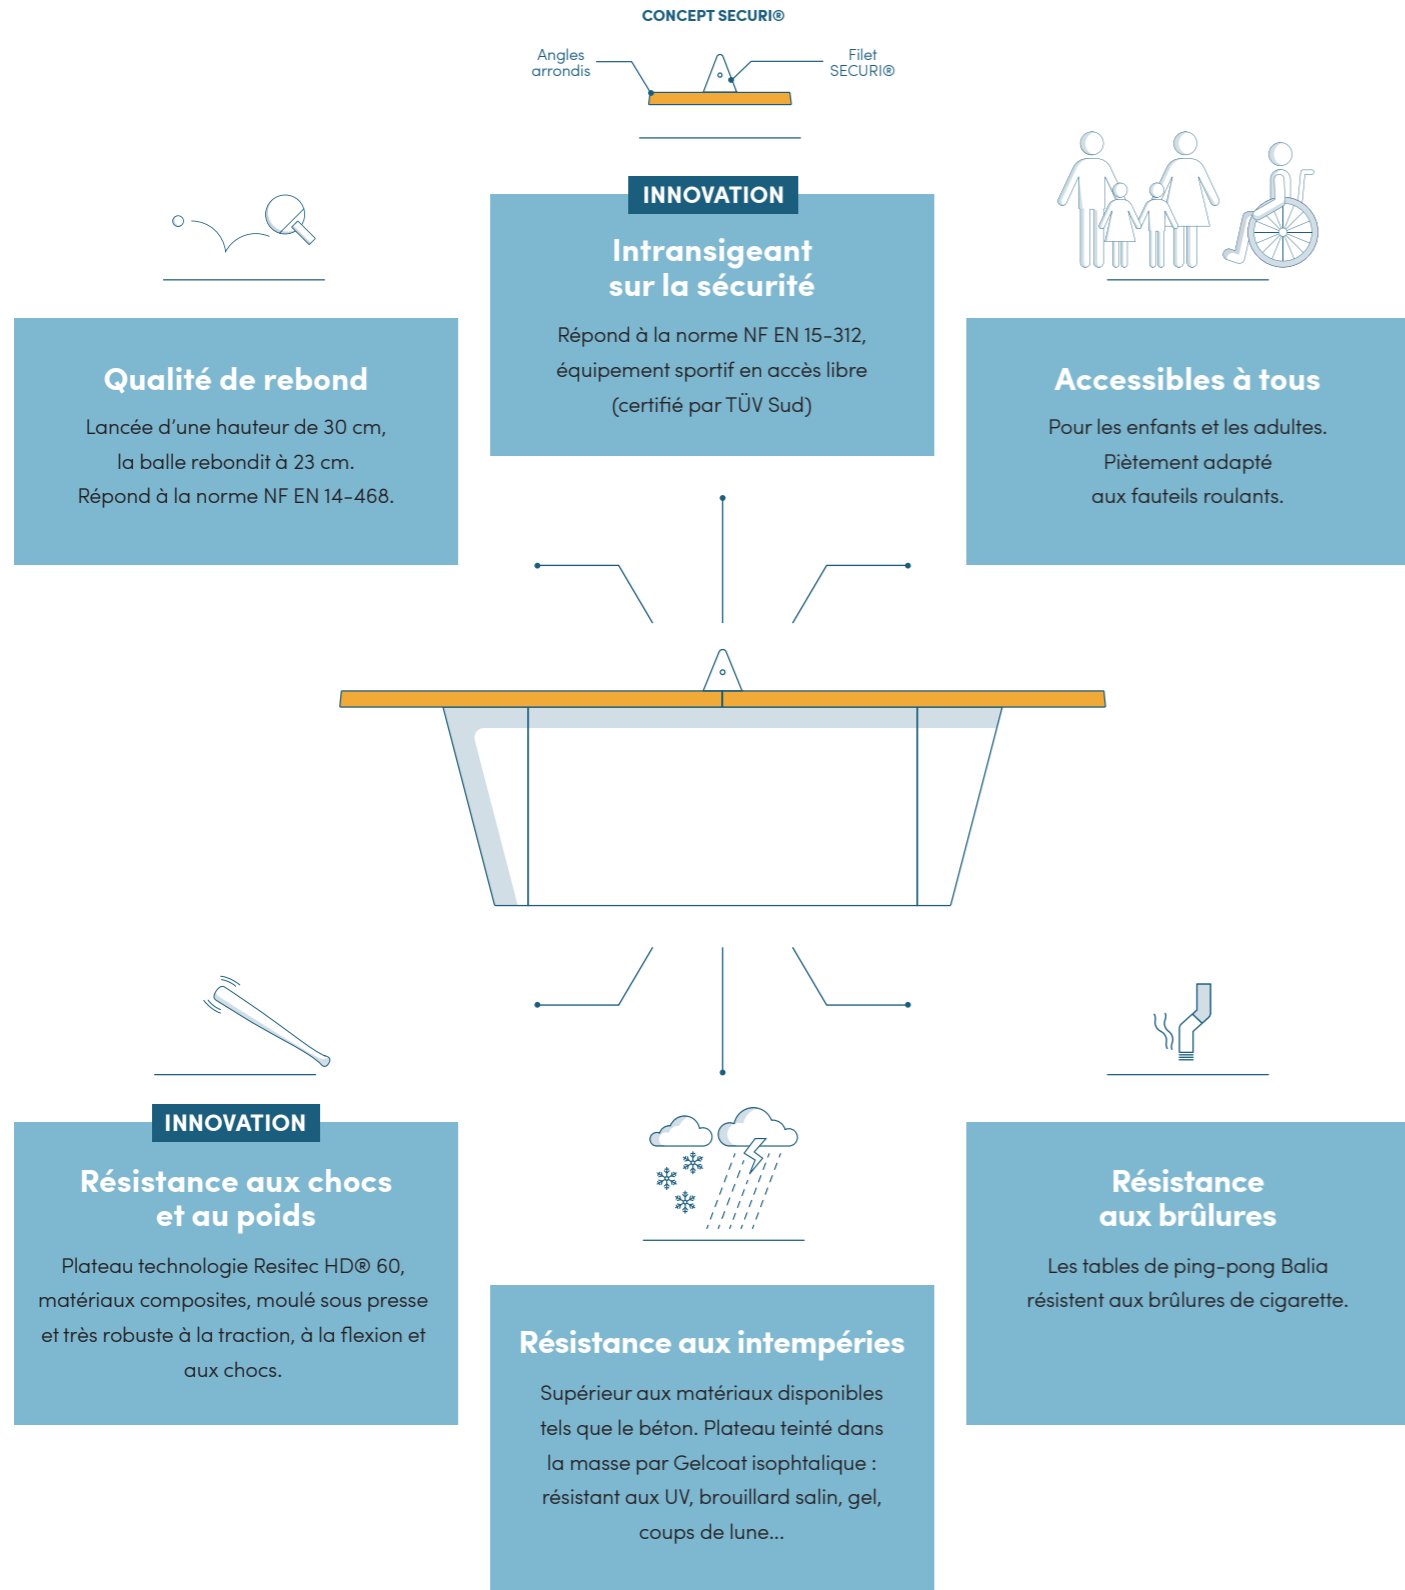 CONCEPT SECURI®
Angles
arrondis
Filet
SECURI®
INNOVATION
Intransigeant
sur la sécurité
Répond à la norme NF EN 15-312,
équipement sportif en accès libre
(certifié par TÜV Sud)
Qualité de rebond
Lancée d'une hauteur de 30 cm,
la balle rebondit à 23 cm.
Répond à la norme NF EN 14-468.
Accessibles à tous
Pour les enfants et les adultes.
Piètement adapté
aux fauteils roulants.
INNOVATION
Résistance aux chocs
et au poids
Plateau technologie Resitec HD® 60,
matériaux composites, moulé sous presse
et très robuste à la traction, à la flexion et
aux chocs.
Résistance aux intempéries
Supérieur aux matériaux disponibles
tels que le béton. Plateau teinté dans
la masse par Gelcoat isophtalique :
résistant aux UV, brouillard salin, gel,
coups de lune...
Résistance
aux brûlures
Les tables de ping-pong Balia
résistent aux brûlures de cigarette.